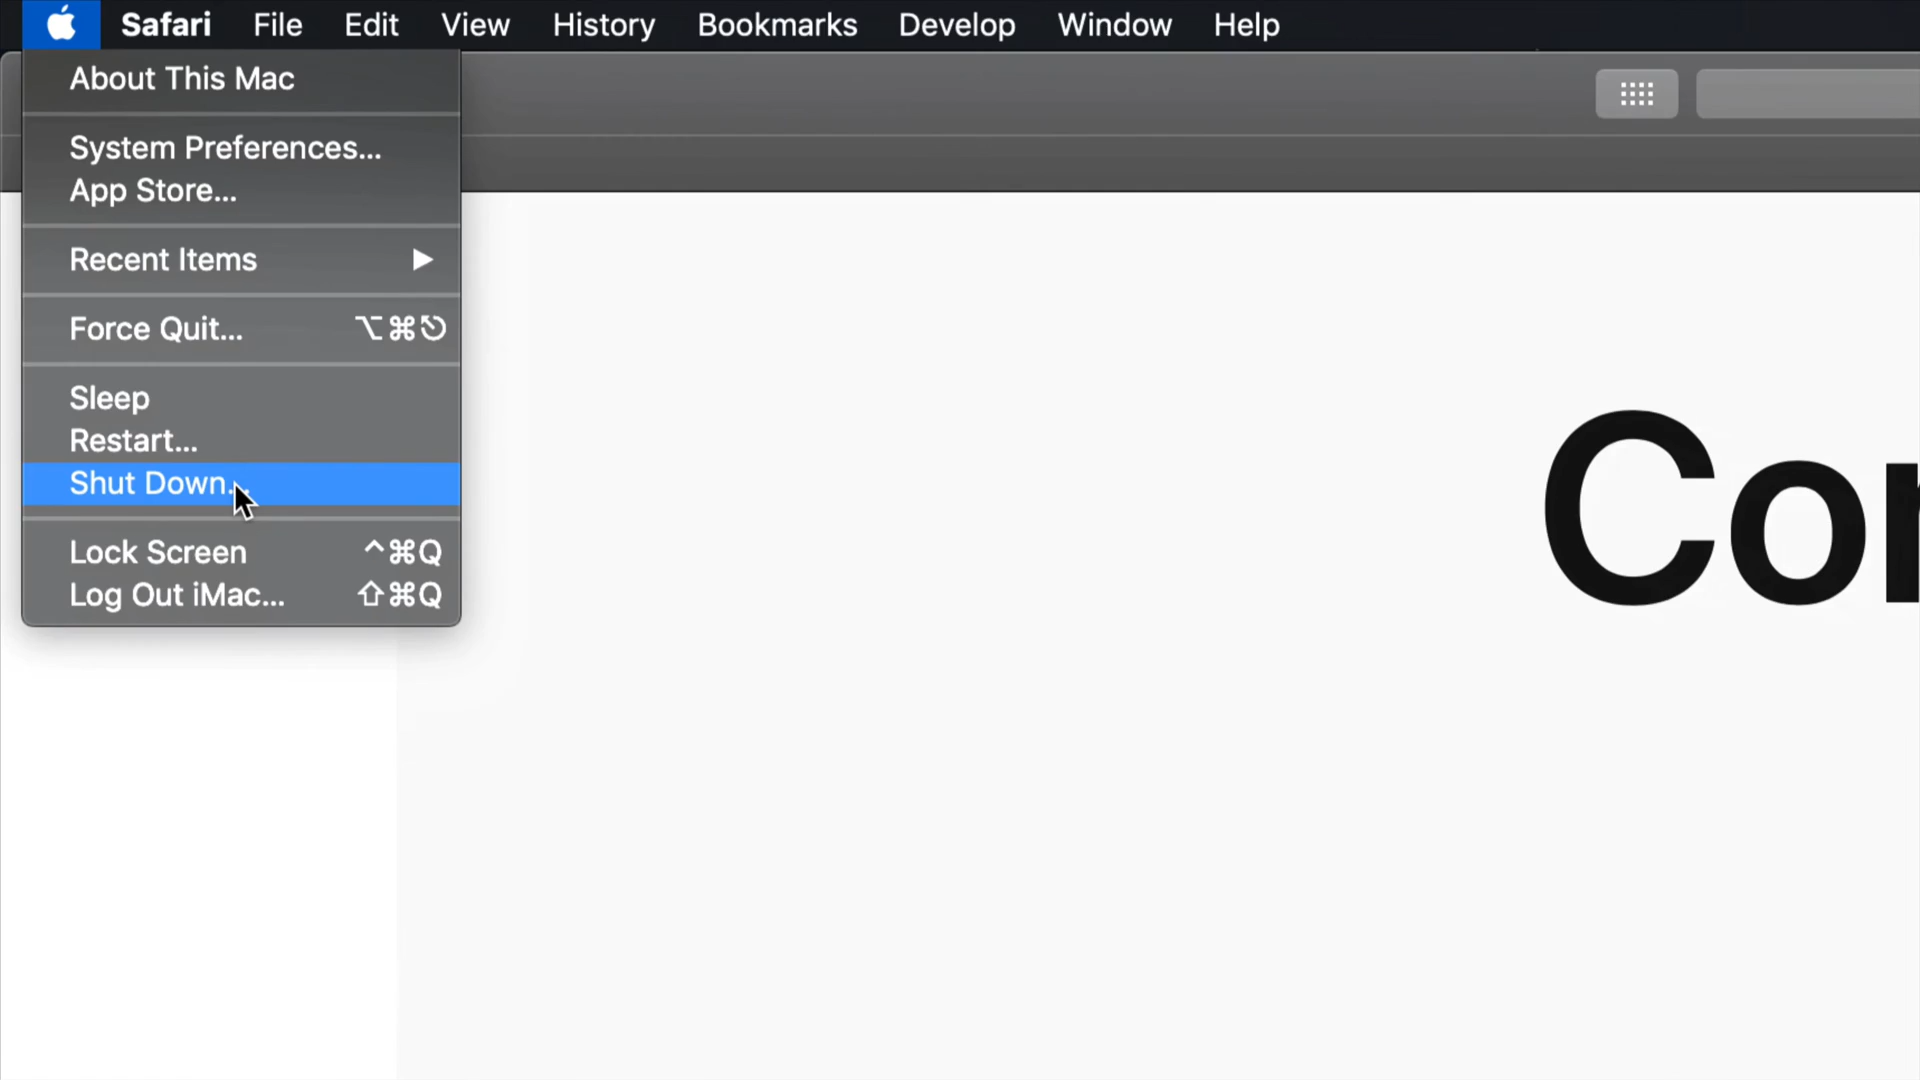 Safari File Edit View History Bookmarks Develop Window Help
About This Mac
System Preferences...
App Store...
Recent Items ▶
Force Quit... ⌥⌘⎋
Sleep
Restart...
Shut Down...
Lock Screen ^⌘Q
Log Out iMac... ⇧⌘Q